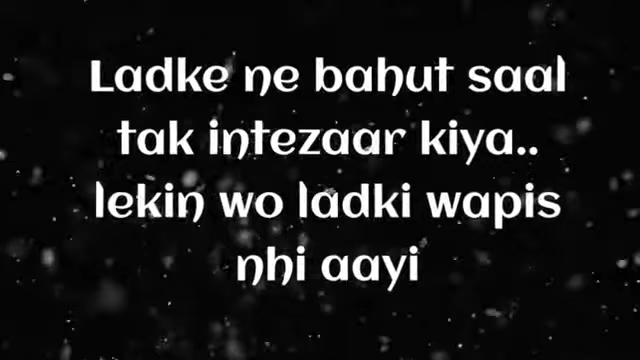 Ladke ne bahut saal
tak intezaar kiya..
lekin wo ladki wapis
nhi aayi